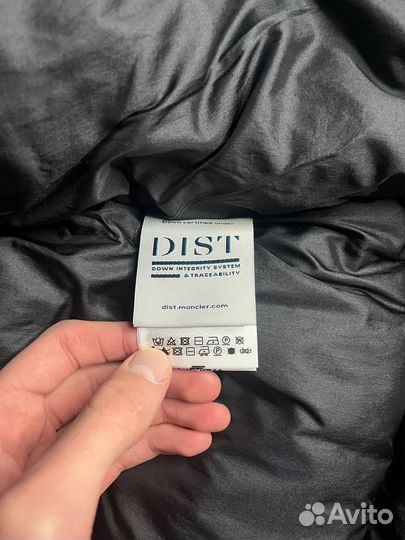 Down certified under
DIST
DOWN INTEGRITY SYSTEM
& TRACEABILITY
dist.moncler.com
Avito